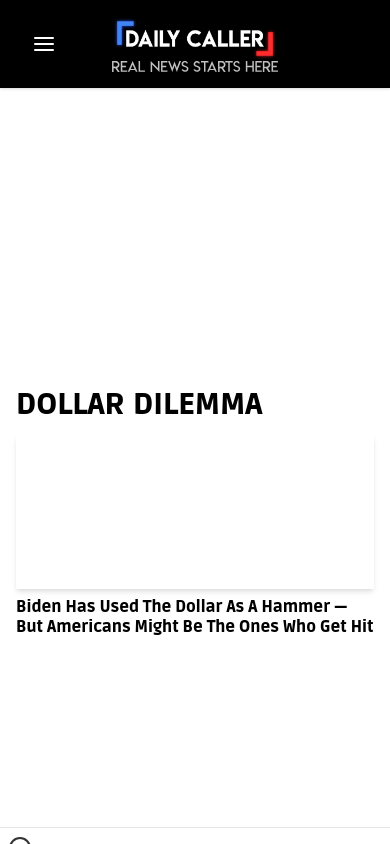 DAILY CALLER
REAL NEWS STARTS HERE
DOLLAR DILEMMA
Biden Has Used The Dollar As A Hammer —
But Americans Might Be The Ones Who Get Hit